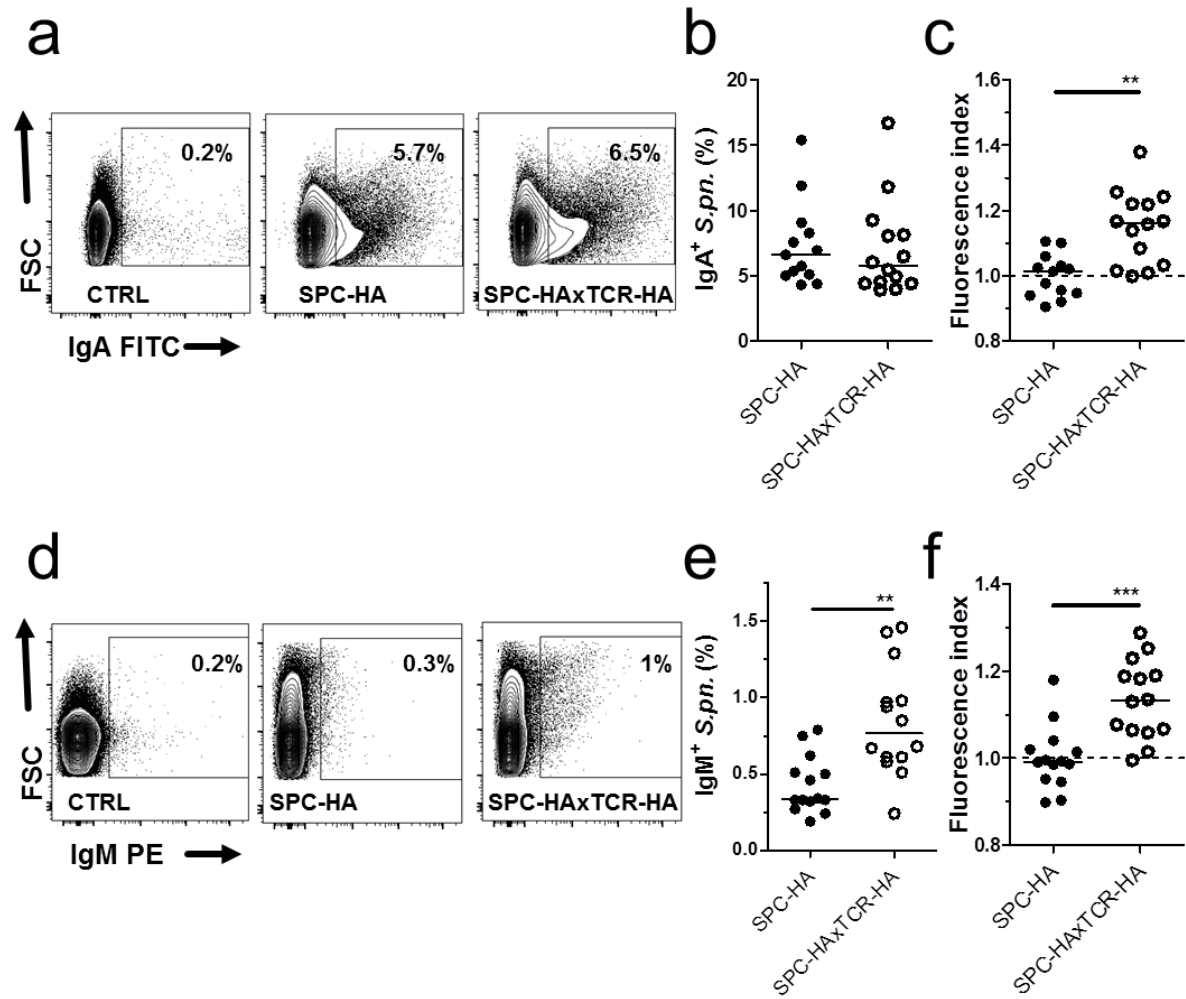 a
FSC
0.2%
CTRL
5.7%
SPC-HA
6.5%
SPC-HAxTCR-HA
IgA FITC
b
IgA+ S.pn. (%)
20
15
10
5
0
SPC-HA
SPC-HAxTCR-HA
c
Fluorescence index
1.6
1.4
1.2
1.0
0.8
**
SPC-HA
SPC-HAxTCR-HA
d
FSC
0.2%
CTRL
0.3%
SPC-HA
1%
SPC-HAxTCR-HA
IgM PE
e
IgM+ S.pn. (%)
1.5
1.0
0.5
0.0
**
SPC-HA
SPC-HAxTCR-HA
f
Fluorescence index
1.4
1.2
1.0
0.8
***
SPC-HA
SPC-HAxTCR-HA